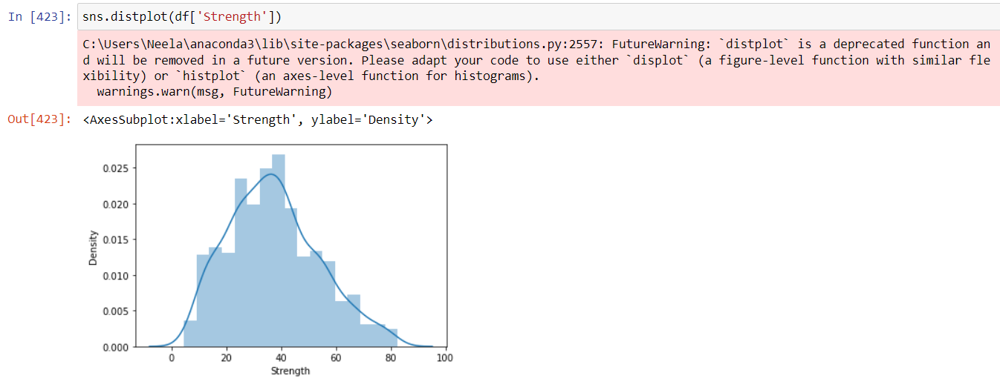 In [423]: sns.distplot(df['Strength'])
C:\Users\Neela\anaconda3\lib\site-packages\seaborn\distributions.py:2557: FutureWarning: `distplot` is a deprecated function an
d will be removed in a future version. Please adapt your code to use either `displot` (a figure-level function with similar fle
xibility) or `histplot` (an axes-level function for histograms).
  warnings.warn(msg, FutureWarning)
Out[423]: <AxesSubplot:xlabel='Strength', ylabel='Density'>
0.025
0.020
0.015
0.010
0.005
0.000
Density
0 20 40 60 80 100
Strength